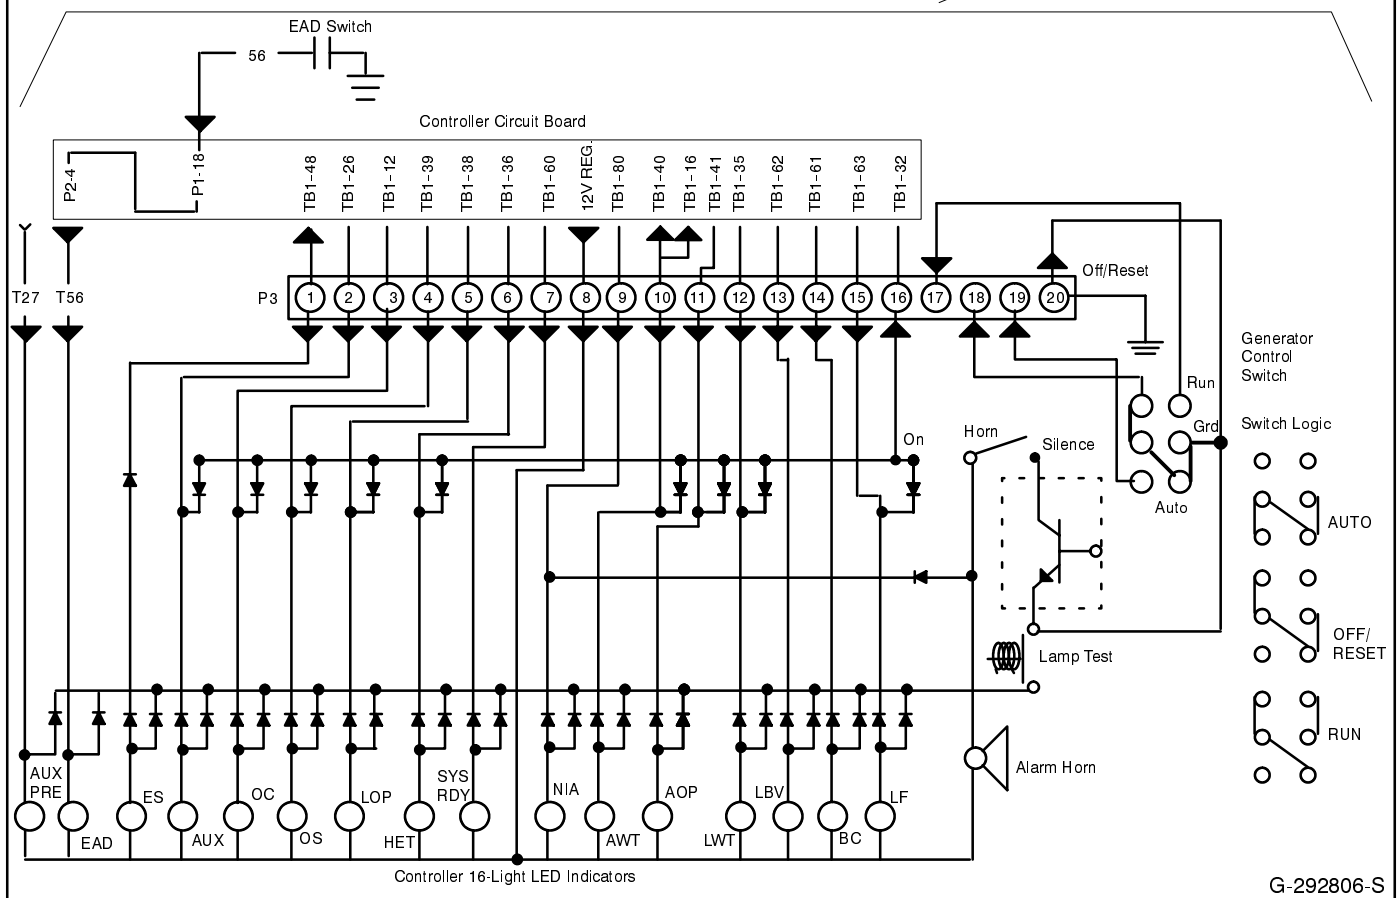 EAD Switch
56
Controller Circuit Board
P2-4
P1-18
TB1-48
TB1-26
TB1-12
TB1-39
TB1-38
TB1-36
TB1-60
12V REG.
TB1-80
TB1-40
TB1-16
TB1-41
TB1-35
TB1-62
TB1-61
TB1-63
TB1-32
T27
T56
P3
1
2
3
4
5
6
7
8
9
10
11
12
13
14
15
16
17
18
19
20
Off/Reset
Generator
Control
Switch
Run
Grd
Auto
Switch Logic
AUTO
OFF/
RESET
RUN
On
Horn
Silence
Lamp Test
Alarm Horn
AUX
PRE
EAD
ES
AUX
OC
OS
LOP
HET
SYS
RDY
NIA
AWT
AOP
LWT
LBV
BC
LF
Controller 16-Light LED Indicators
G-292806-S